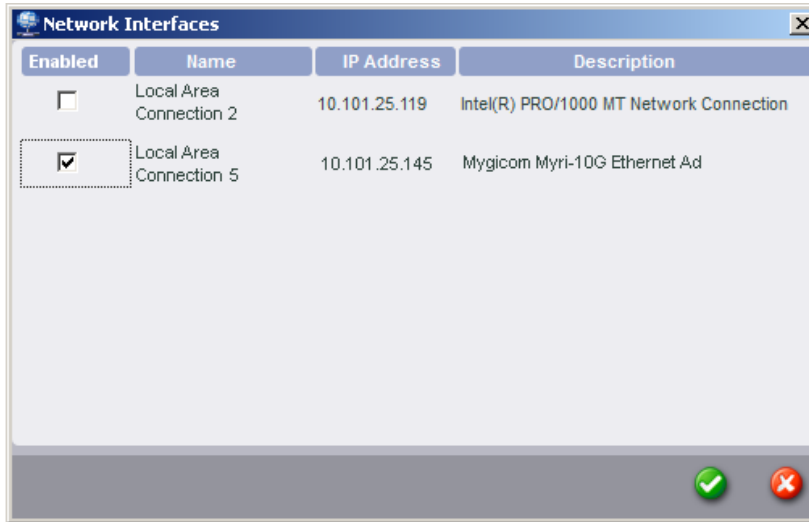 Network Interfaces
Enabled Name IP Address Description
Local Area
Connection 2 10.101.25.119 Intel(R) PRO/1000 MT Network Connection
Local Area
Connection 5 10.101.25.145 Mygicom Myri-10G Ethernet Ad